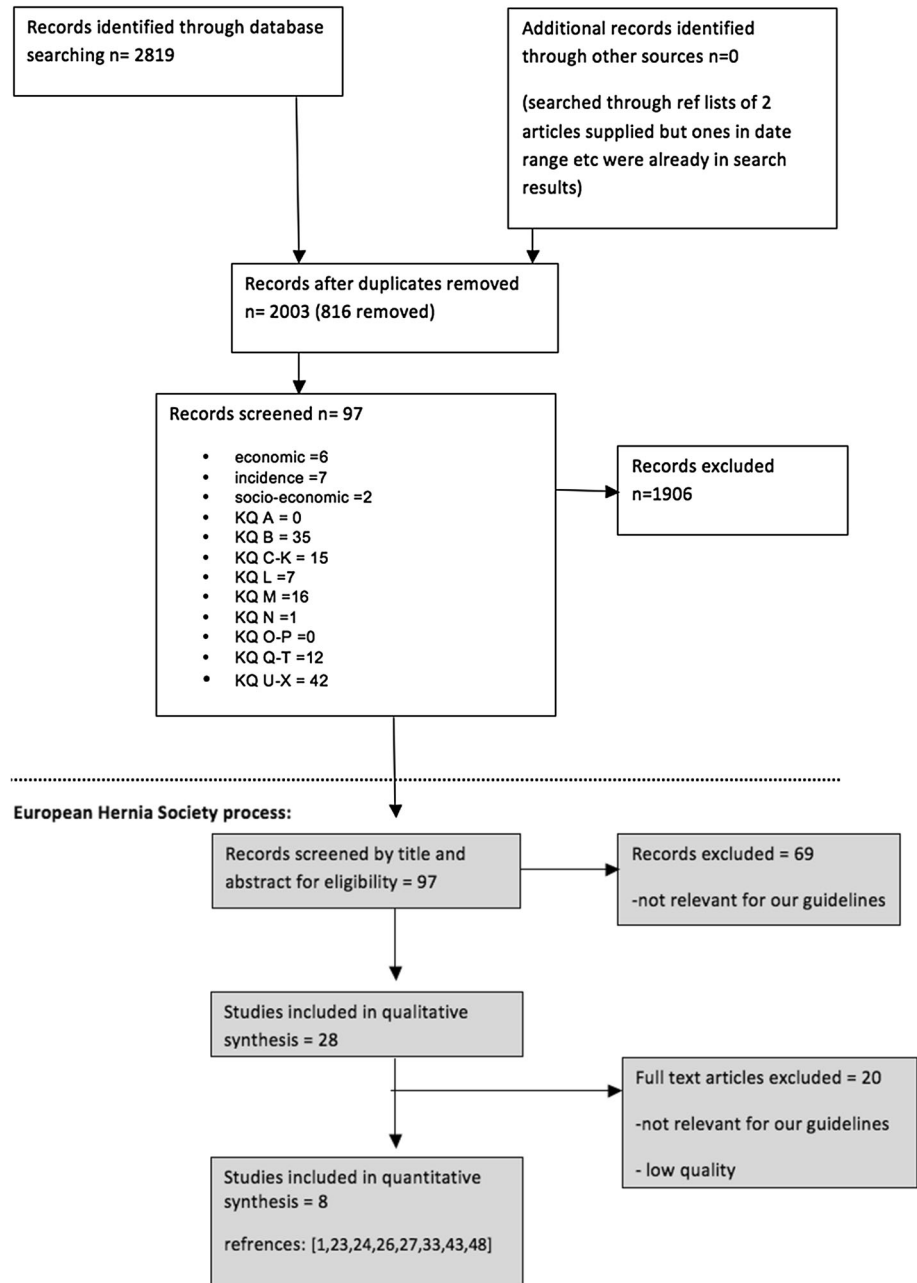 Records identified through database
searching n= 2819
Additional records identified
through other sources n=0
(searched through ref lists of 2
articles supplied but ones in date
range etc were already in search
results)
Records after duplicates removed
n= 2003 (816 removed)
Records screened n= 97
• economic =6
• incidence =7
• socio-economic =2
• KQ A = 0
• KQ B = 35
• KQ C-K = 15
• KQ L =7
• KQ M =16
• KQ N =1
• KQ O-P =0
• KQ Q-T =12
• KQ U-X = 42
Records excluded
n=1906
European Hernia Society process:
Records screened by title and
abstract for eligibility = 97
Records excluded = 69
-not relevant for our guidelines
Studies included in qualitative
synthesis = 28
Full text articles excluded = 20
-not relevant for our guidelines
- low quality
Studies included in quantitative
synthesis = 8
refrences: [1,23,24,26,27,33,43,48]